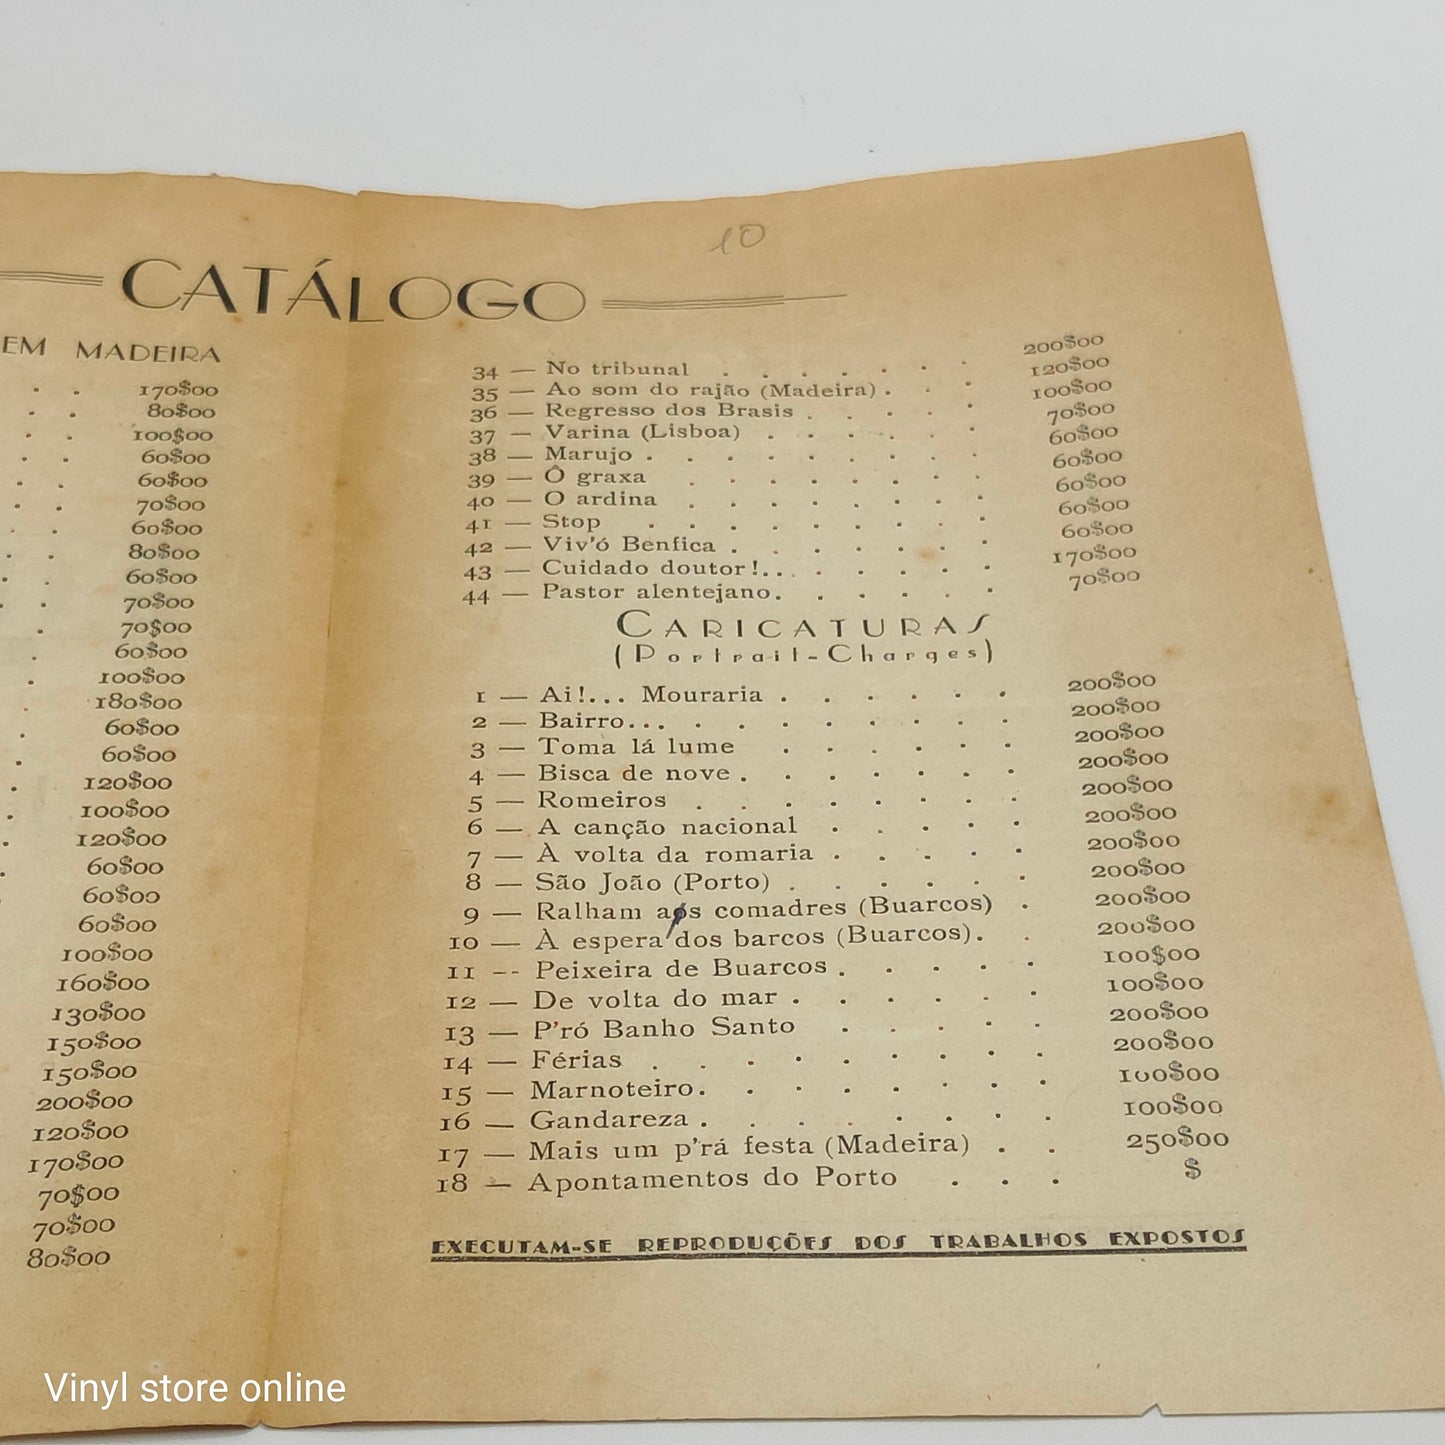 10
CATÁLOGO
EM MADEIRA
170$00
80$00
100$00
60$00
60$00
70$00
60$00
80$00
60$00
70$00
70$00
60$00
100$00
180$00
60$00
60$00
120$00
100$00
120$00
60$00
60$00
60$00
100$00
160$00
130$00
150$00
150$00
200$00
120$00
170$00
70$00
70$00
80$00
34 — No tribunal . . . . . . 200$00
35 — Ao som do rajão (Madeira) . . . 120$00
36 — Regresso dos Brasis . . . . 100$00
37 — Varina (Lisboa) . . . . . 70$00
38 — Marujo . . . . . . . . 60$00
39 — Ô graxa . . . . . . . 60$00
40 — O ardina . . . . . . . 60$00
41 — Stop . . . . . . . . 60$00
42 — Viv'ó Benfica . . . . . . 60$00
43 — Cuidado doutor!... . . . . . 170$00
44 — Pastor alentejano. . . . . . 70$00
CARICATURAS
(Portrait-Charges)
1 — Ai!... Mouraria . . . . . . 200$00
2 — Bairro... . . . . . . . . 200$00
3 — Toma lá lume . . . . . . 200$00
4 — Bisca de nove . . . . . . . 200$00
5 — Romeiros . . . . . . . . 200$00
6 — A canção nacional . . . . . 200$00
7 — À volta da romaria . . . . . 200$00
8 — São João (Porto) . . . . . . 200$00
9 — Ralham aos comadres (Buarcos) . 200$00
10 — À espera dos barcos (Buarcos). . 200$00
11 -- Peixeira de Buarcos . . . . . 100$00
12 — De volta do mar . . . . . . 100$00
13 — P'ró Banho Santo . . . . . 200$00
14 — Férias . . . . . . . . . 200$00
15 — Marnoteiro. . . . . . . . 100$00
16 — Gandareza . . . . . . . . 100$00
17 — Mais um p'rá festa (Madeira) . . 250$00
18 — Apontamentos do Porto . . . $
EXECUTAM-SE REPRODUÇÕES DOS TRABALHOS EXPOSTOS
Vinyl store online